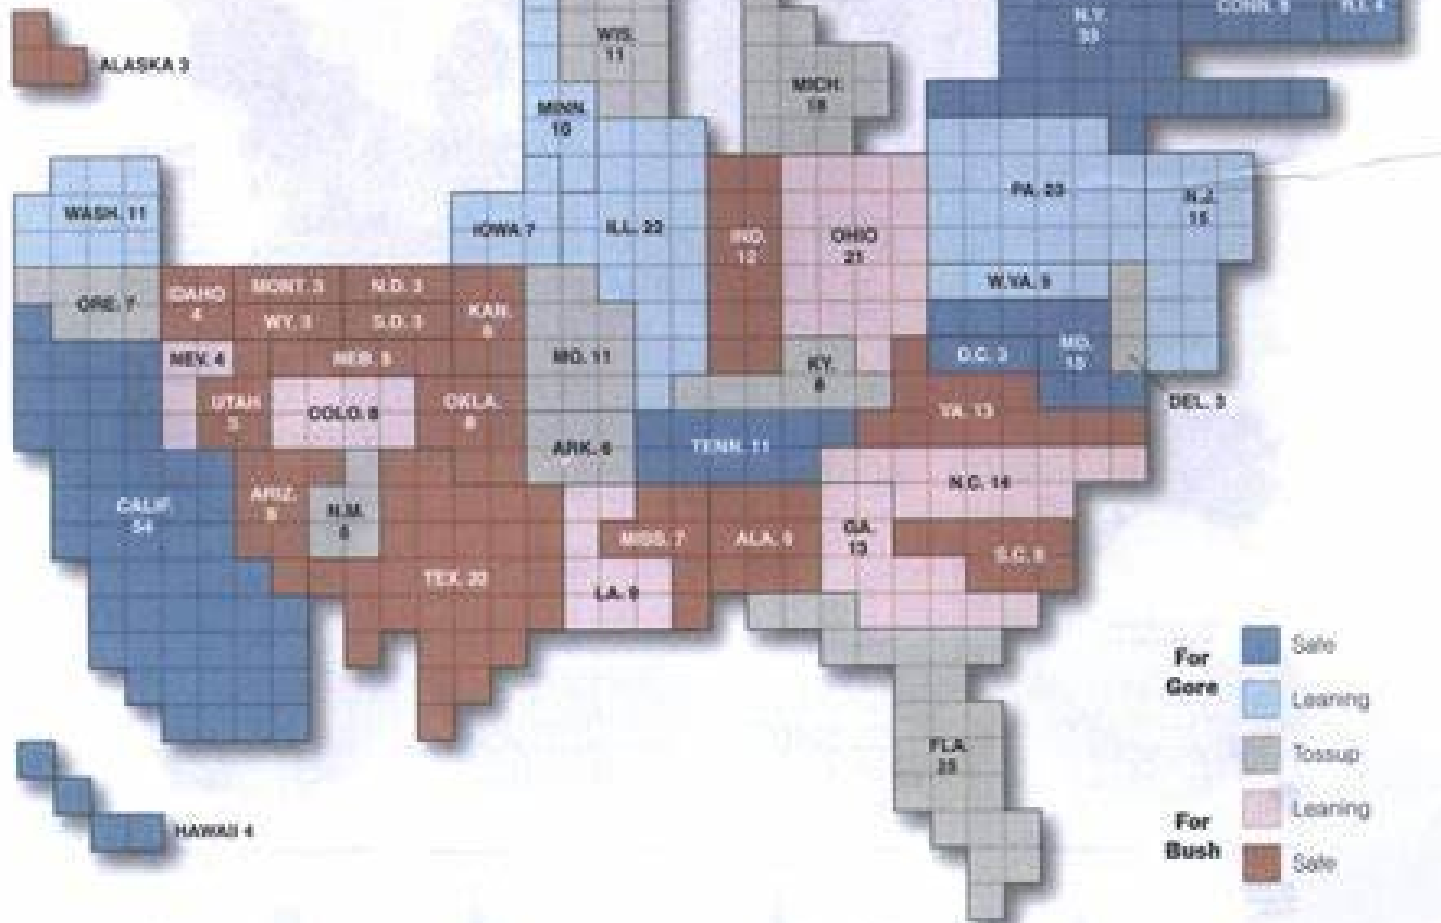 N.Y.
33
CONN. 8
R.I. 4
WIS.
11
ALASKA 3
MICH.
18
MINN.
10
PA. 23
N.J.
15
WASH. 11
IOWA 7
ILL. 22
IND.
12
OHIO
21
W.VA. 5
ORE. 7
IDAHO
4
MONT. 3
N.D. 3
KAN.
6
WY. 3
S.D. 3
NEV. 4
NEB. 5
MO. 11
KY.
8
D.C. 3
MD.
10
UTAH
5
COLO. 8
OKLA.
8
VA. 13
DEL. 3
ARK. 6
TENN. 11
CALIF.
54
ARIZ.
8
N.M.
5
N.C. 14
MISS. 7
ALA. 9
GA.
13
S.C. 8
TEX. 20
LA. 9
FLA.
25
HAWAII 4
For
Gore
Safe
Leaning
Tossup
For
Bush
Leaning
Safe